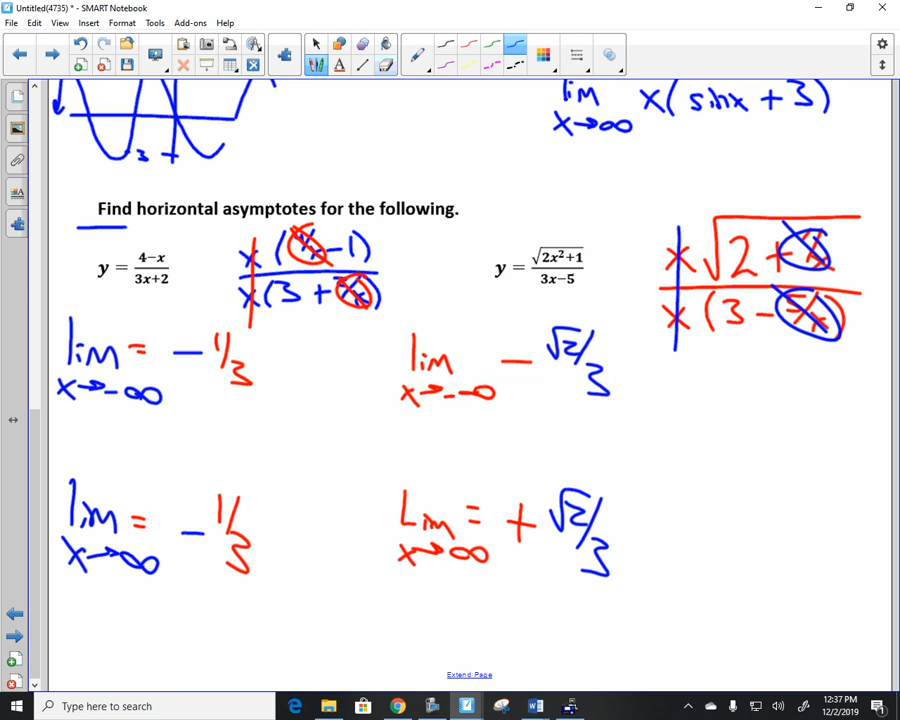 Untitled(4735) * - SMART Notebook
File Edit View Insert Format Tools Add-ons Help
3
lim x(sinx + 3)
x→∞
Find horizontal asymptotes for the following.
y = (4−x)/(3x+2)
x(4/x − 1)
x(3 + 2/x)
y = √(2x²+1)/(3x−5)
x√2 +
x(3 − 5/x)
lim = − 1/3
x→−∞
lim − √2/3
x→−∞
lim = − 1/3
x→∞
Lim = + √2/3
x→∞
Extend Page
Type here to search
12:37 PM
12/2/2019
1